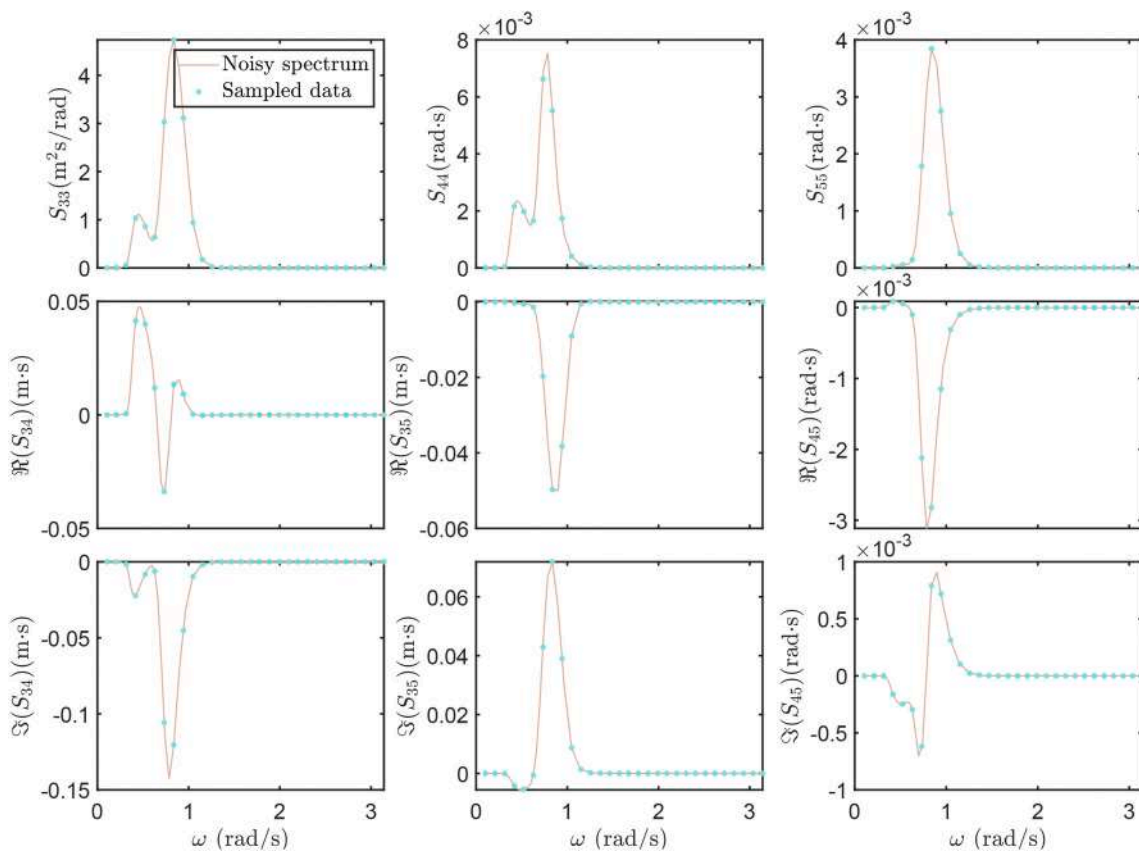 4
3
2
1
0
S₃₃(m²s/rad)
Noisy spectrum
Sampled data
×10⁻³
8
6
4
2
0
S₄₄(rad·s)
×10⁻³
6
4
2
0
S₅₅(rad·s)
0.05
0
-0.05
ℜ(S₃₄)(m·s)
0
-0.02
-0.04
-0.06
ℜ(S₃₅)(m·s)
×10⁻³
0
-1
-2
-3
ℜ(S₄₅)(rad·s)
0
-0.05
-0.1
-0.15
ℑ(S₃₄)(m·s)
0 1 2 3
ω (rad/s)
0.06
0.04
0.02
0
ℑ(S₃₅)(m·s)
0 1 2 3
ω (rad/s)
×10⁻³
1
0.5
0
-0.5
-1
ℑ(S₄₅)(rad·s)
0 1 2 3
ω (rad/s)